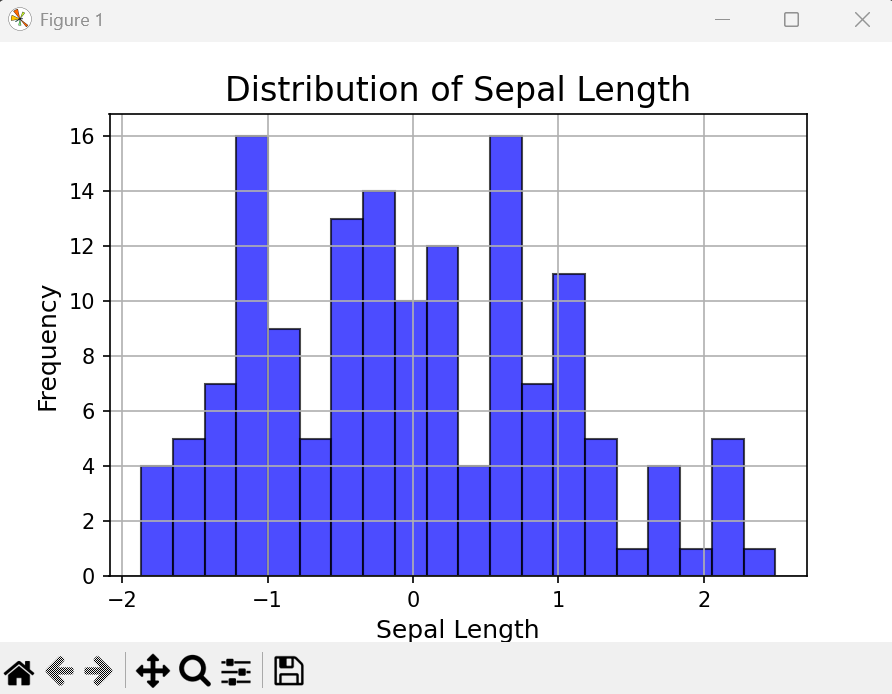 Figure 1
Distribution of Sepal Length
16
14
12
10
8
6
4
2
0
Frequency
−2 −1 0 1 2
Sepal Length